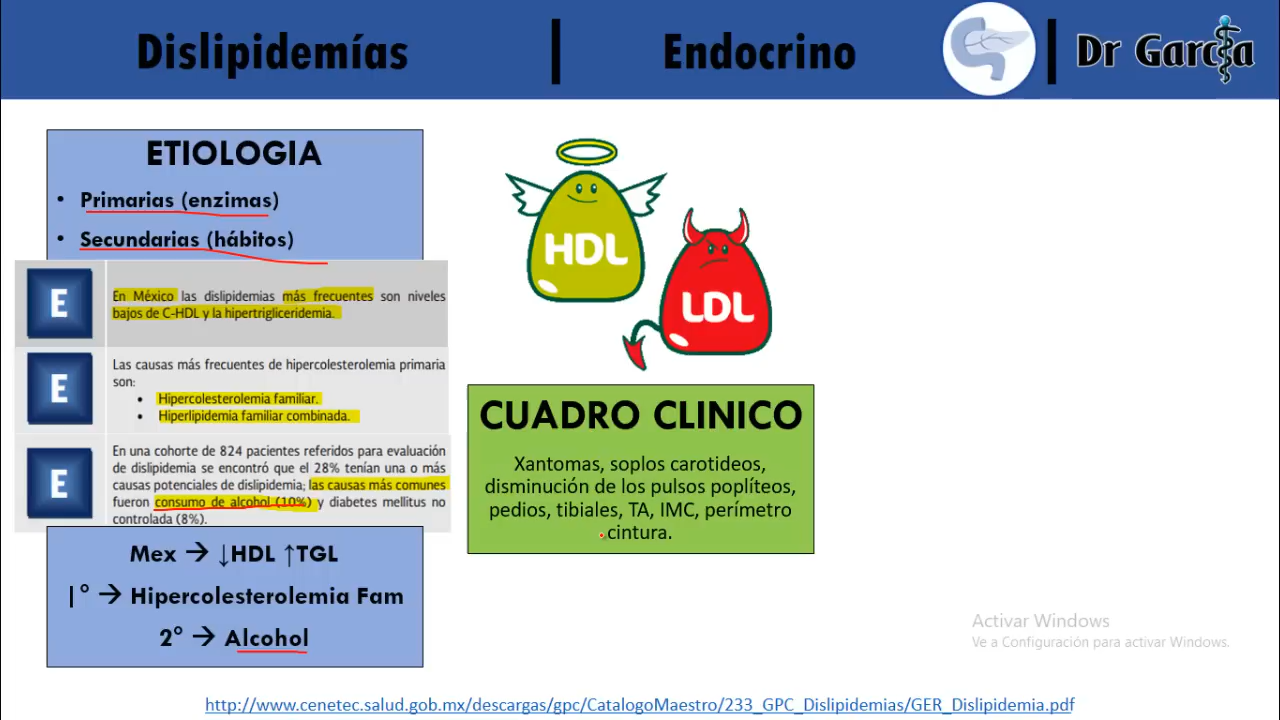 Dislipidemías | Endocrino | Dr García
ETIOLOGIA
• Primarias (enzimas)
• Secundarias (hábitos)
E
En México las dislipidemias más frecuentes son niveles
bajos de C-HDL y la hipertrigliceridemia.
E
Las causas más frecuentes de hipercolesterolemia primaria
son:
• Hipercolesterolemia familiar.
• Hiperlipidemia familiar combinada.
E
En una cohorte de 824 pacientes referidos para evaluación
de dislipidemia se encontró que el 28% tenían una o más
causas potenciales de dislipidemia; las causas más comunes
fueron consumo de alcohol (10%) y diabetes mellitus no
controlada (8%).
Mex → ↓HDL ↑TGL
|° → Hipercolesterolemia Fam
2° → Alcohol
HDL
LDL
CUADRO CLINICO
Xantomas, soplos carotideos,
disminución de los pulsos poplíteos,
pedios, tibiales, TA, IMC, perímetro
cintura.
Activar Windows
Ve a Configuración para activar Windows.
http://www.cenetec.salud.gob.mx/descargas/gpc/CatalogoMaestro/233_GPC_Dislipidemias/GER_Dislipidemia.pdf